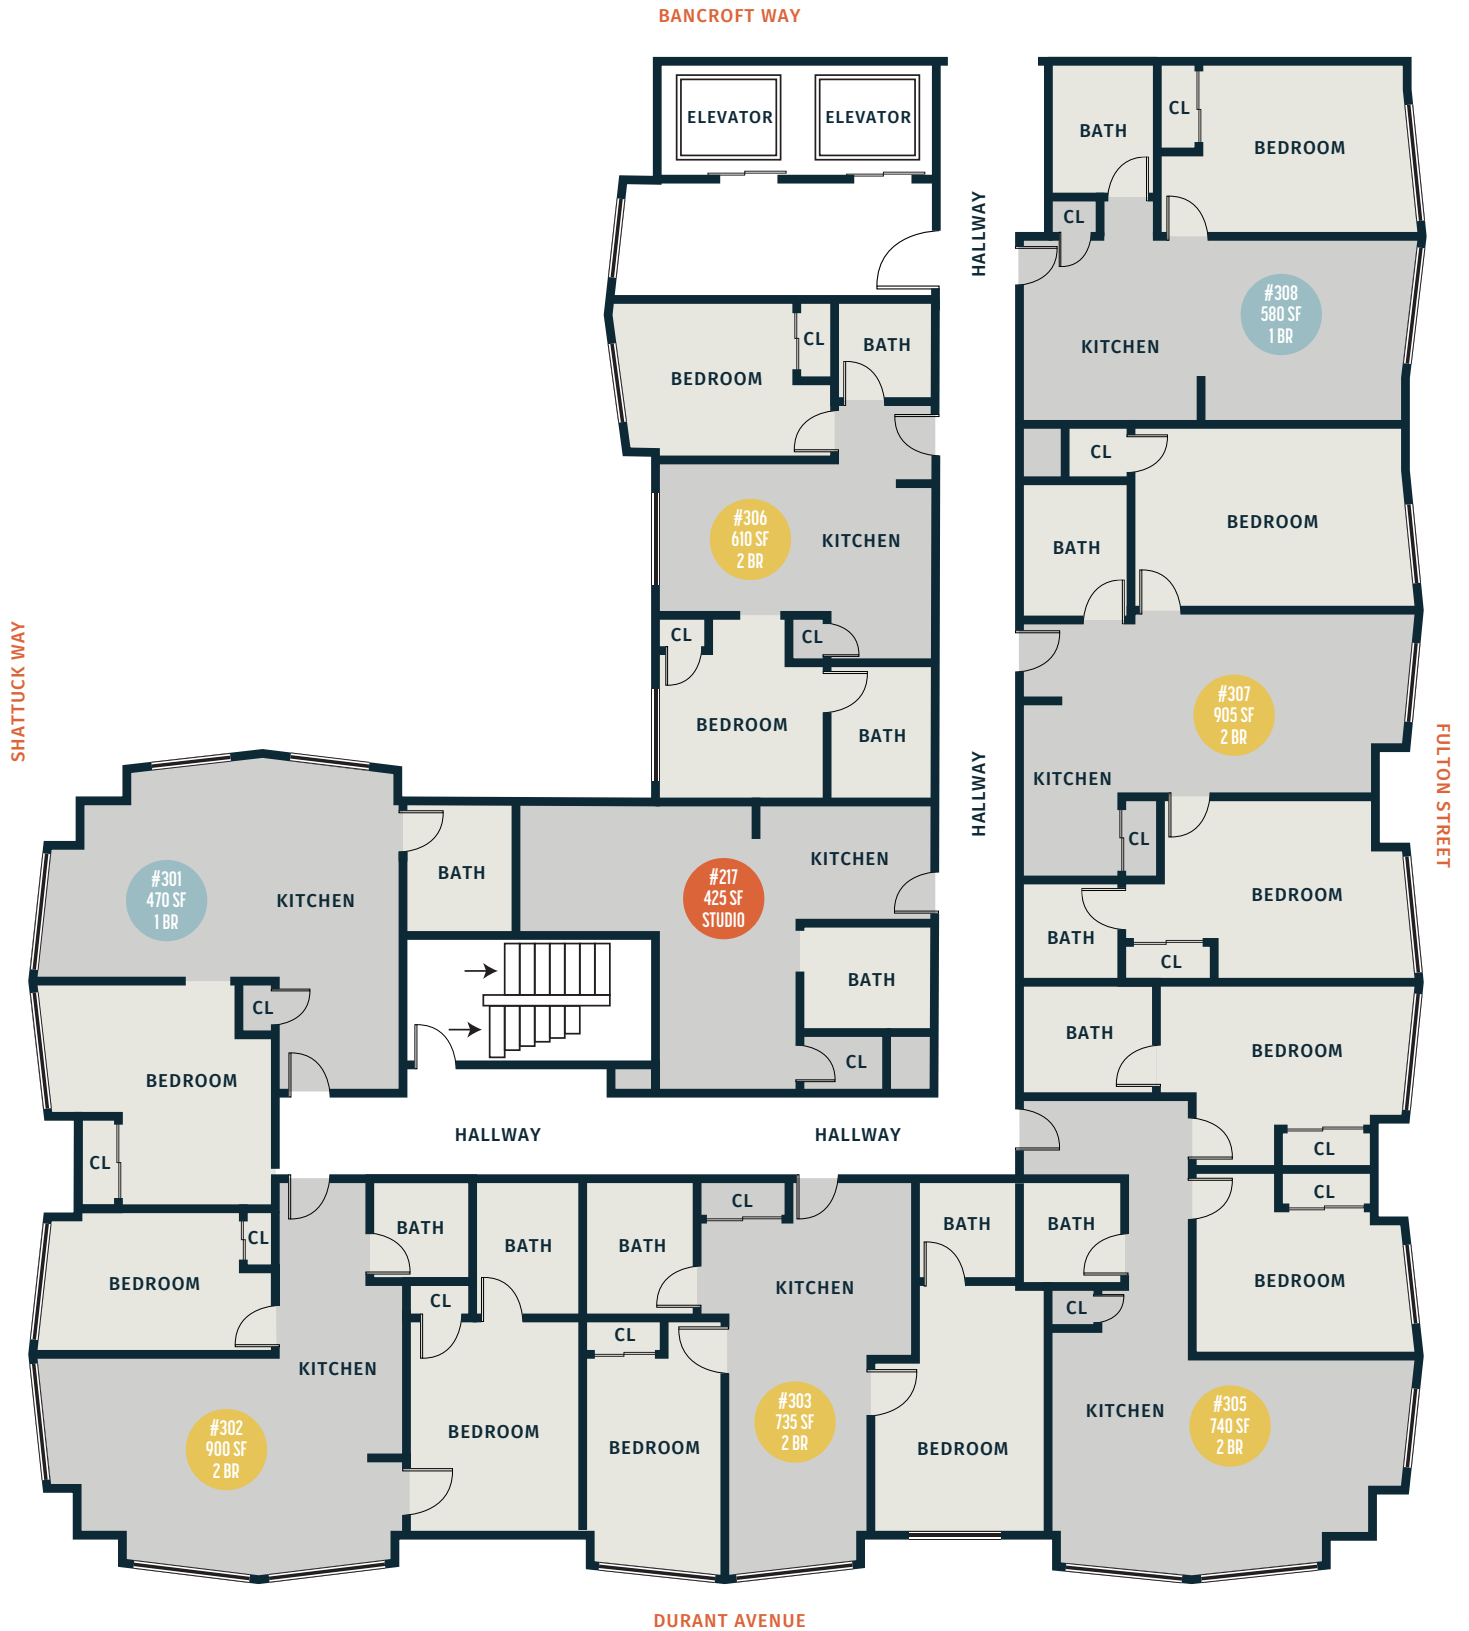 BANCROFT WAY
ELEVATOR
ELEVATOR
HALLWAY
BATH
CL
BEDROOM
CL
#308
580 SF
1 BR
KITCHEN
BEDROOM
CL
BATH
#306
610 SF
2 BR
KITCHEN
CL
CL
BEDROOM
BATH
CL
BEDROOM
BATH
#307
905 SF
2 BR
KITCHEN
CL
BEDROOM
BATH
CL
HALLWAY
SHATTUCK WAY
FULTON STREET
#301
470 SF
1 BR
KITCHEN
BATH
CL
BEDROOM
CL
#217
425 SF
STUDIO
KITCHEN
BATH
CL
HALLWAY
HALLWAY
BATH
BEDROOM
CL
CL
BEDROOM
BATH
CL
KITCHEN
#305
740 SF
2 BR
CL
BEDROOM
KITCHEN
#302
900 SF
2 BR
BATH
CL
BATH
BEDROOM
BATH
CL
CL
BEDROOM
KITCHEN
#303
735 SF
2 BR
BATH
BEDROOM
DURANT AVENUE